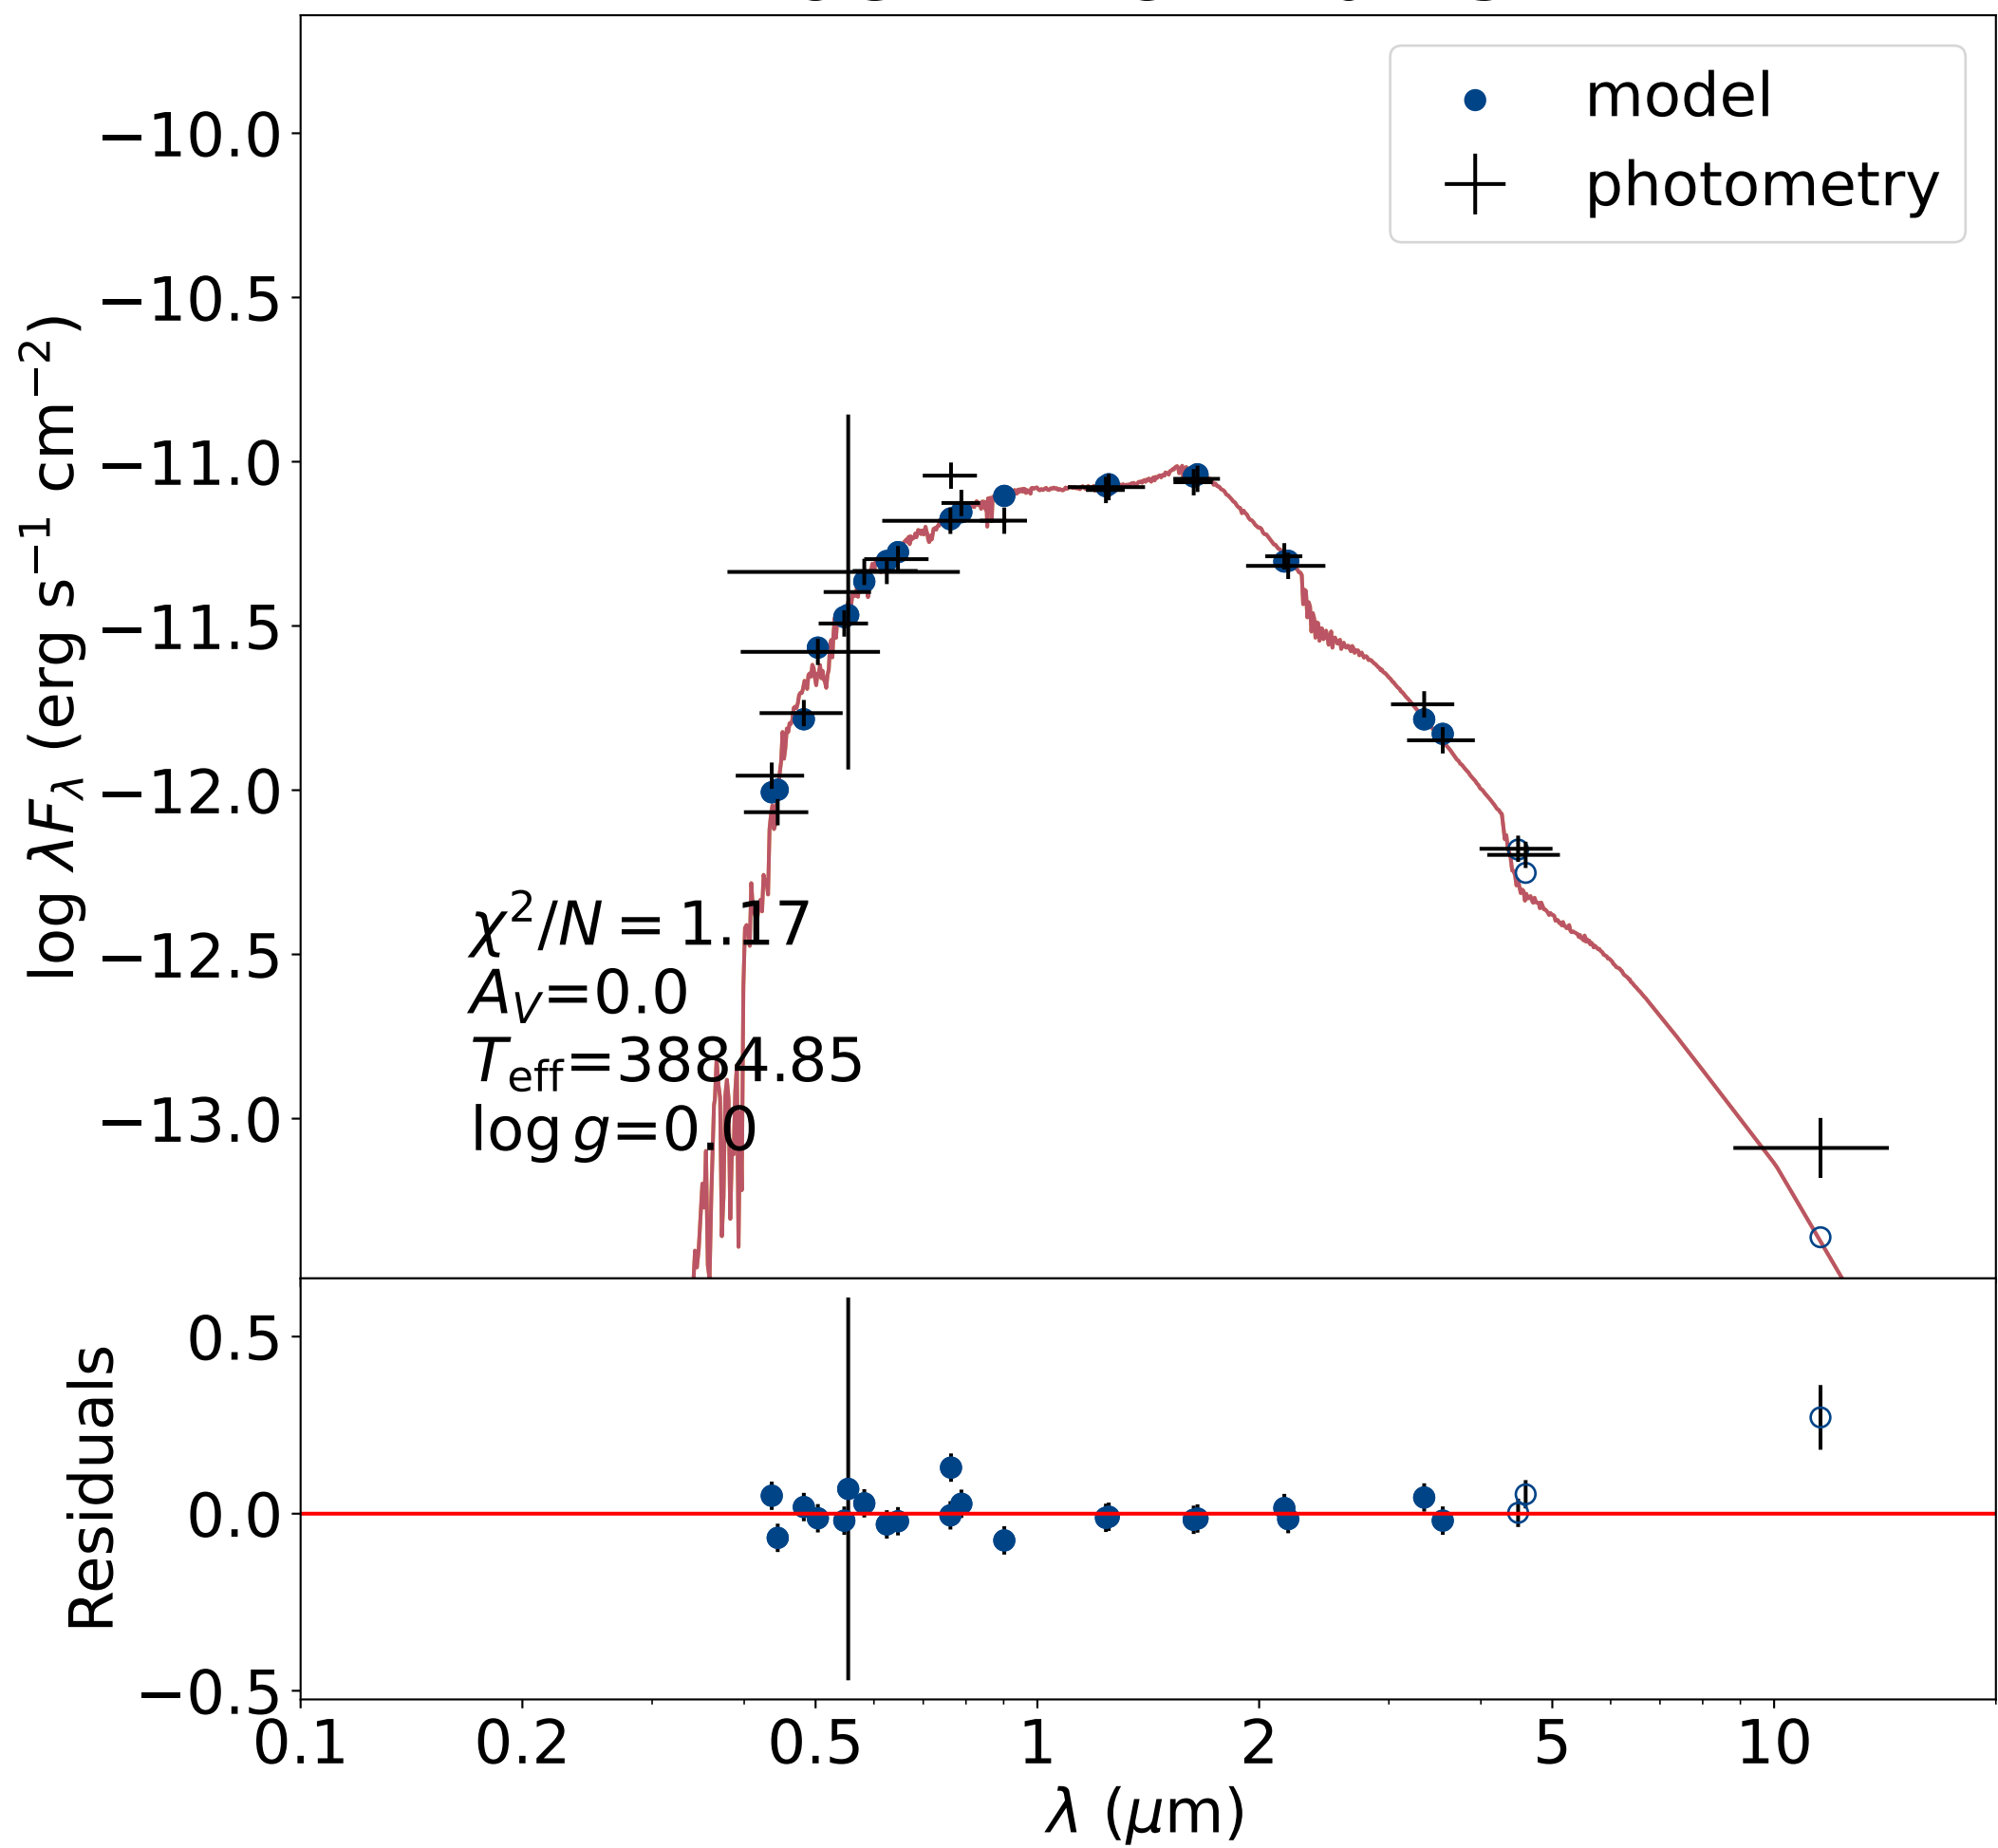 model
photometry
−10.0
−10.5
−11.0
−11.5
−12.0
−12.5
−13.0
log λF_λ (erg s⁻¹ cm⁻²)
χ²/N = 1.17
A_V=0.0
T_eff=3884.85
log g=0.0
0.5
0.0
−0.5
Residuals
0.1 0.2 0.5 1 2 5 10
λ (μm)